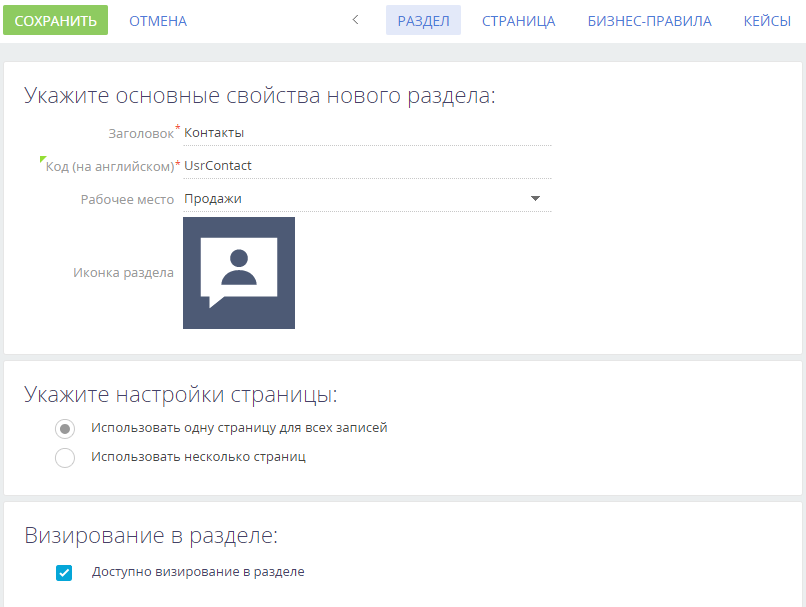 СОХРАНИТЬ ОТМЕНА РАЗДЕЛ СТРАНИЦА БИЗНЕС-ПРАВИЛА КЕЙСЫ
Укажите основные свойства нового раздела:
Заголовок* Контакты
Код (на английском)* UsrContact
Рабочее место Продажи
Иконка раздела
Укажите настройки страницы:
Использовать одну страницу для всех записей
Использовать несколько страниц
Визирование в разделе:
Доступно визирование в разделе